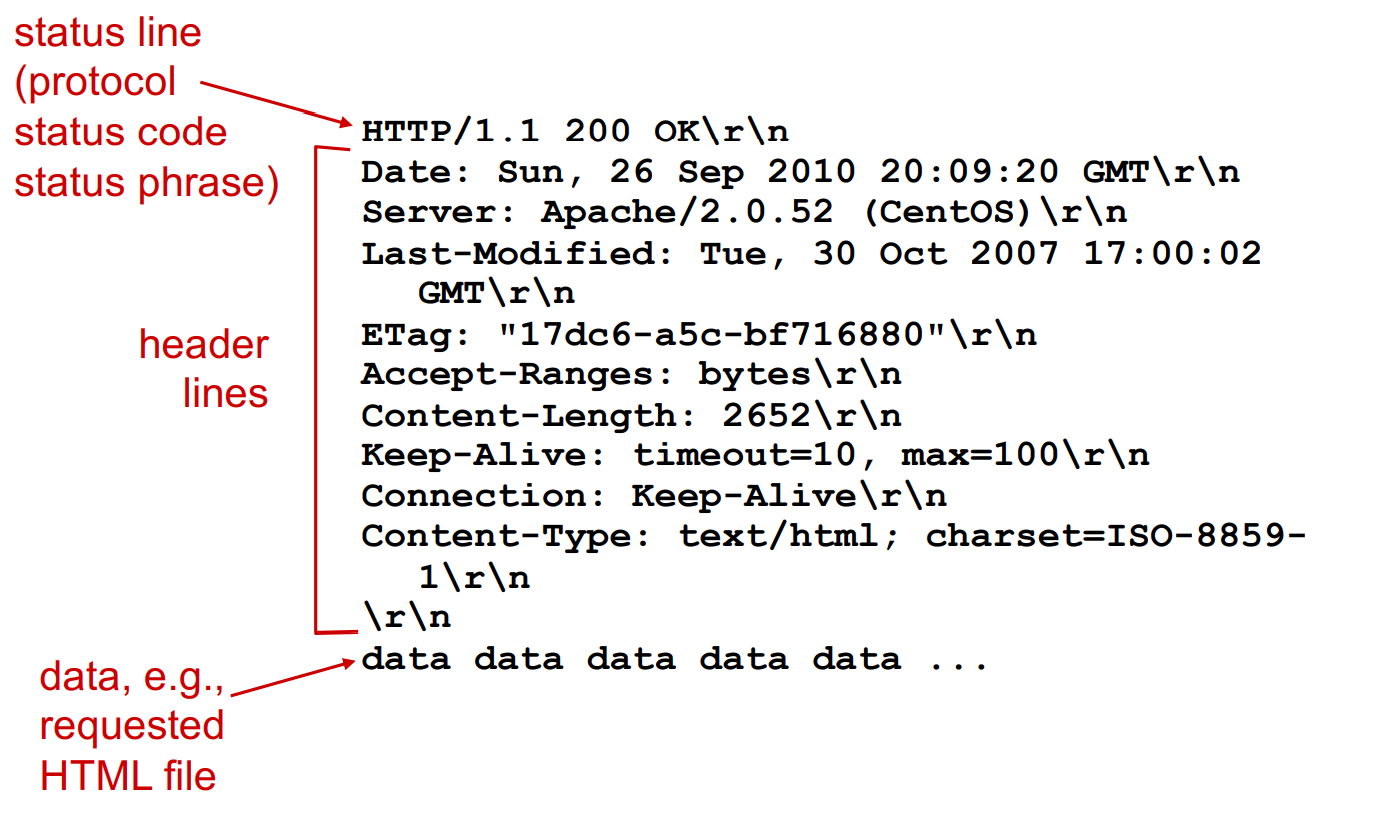 status line
(protocol
status code
status phrase)
HTTP/1.1 200 OK\r\n
Date: Sun, 26 Sep 2010 20:09:20 GMT\r\n
Server: Apache/2.0.52 (CentOS)\r\n
Last-Modified: Tue, 30 Oct 2007 17:00:02
GMT\r\n
ETag: "17dc6-a5c-bf716880"\r\n
Accept-Ranges: bytes\r\n
Content-Length: 2652\r\n
Keep-Alive: timeout=10, max=100\r\n
Connection: Keep-Alive\r\n
Content-Type: text/html; charset=ISO-8859-
1\r\n
\r\n
header
lines
data data data data data ...
data, e.g.,
requested
HTML file